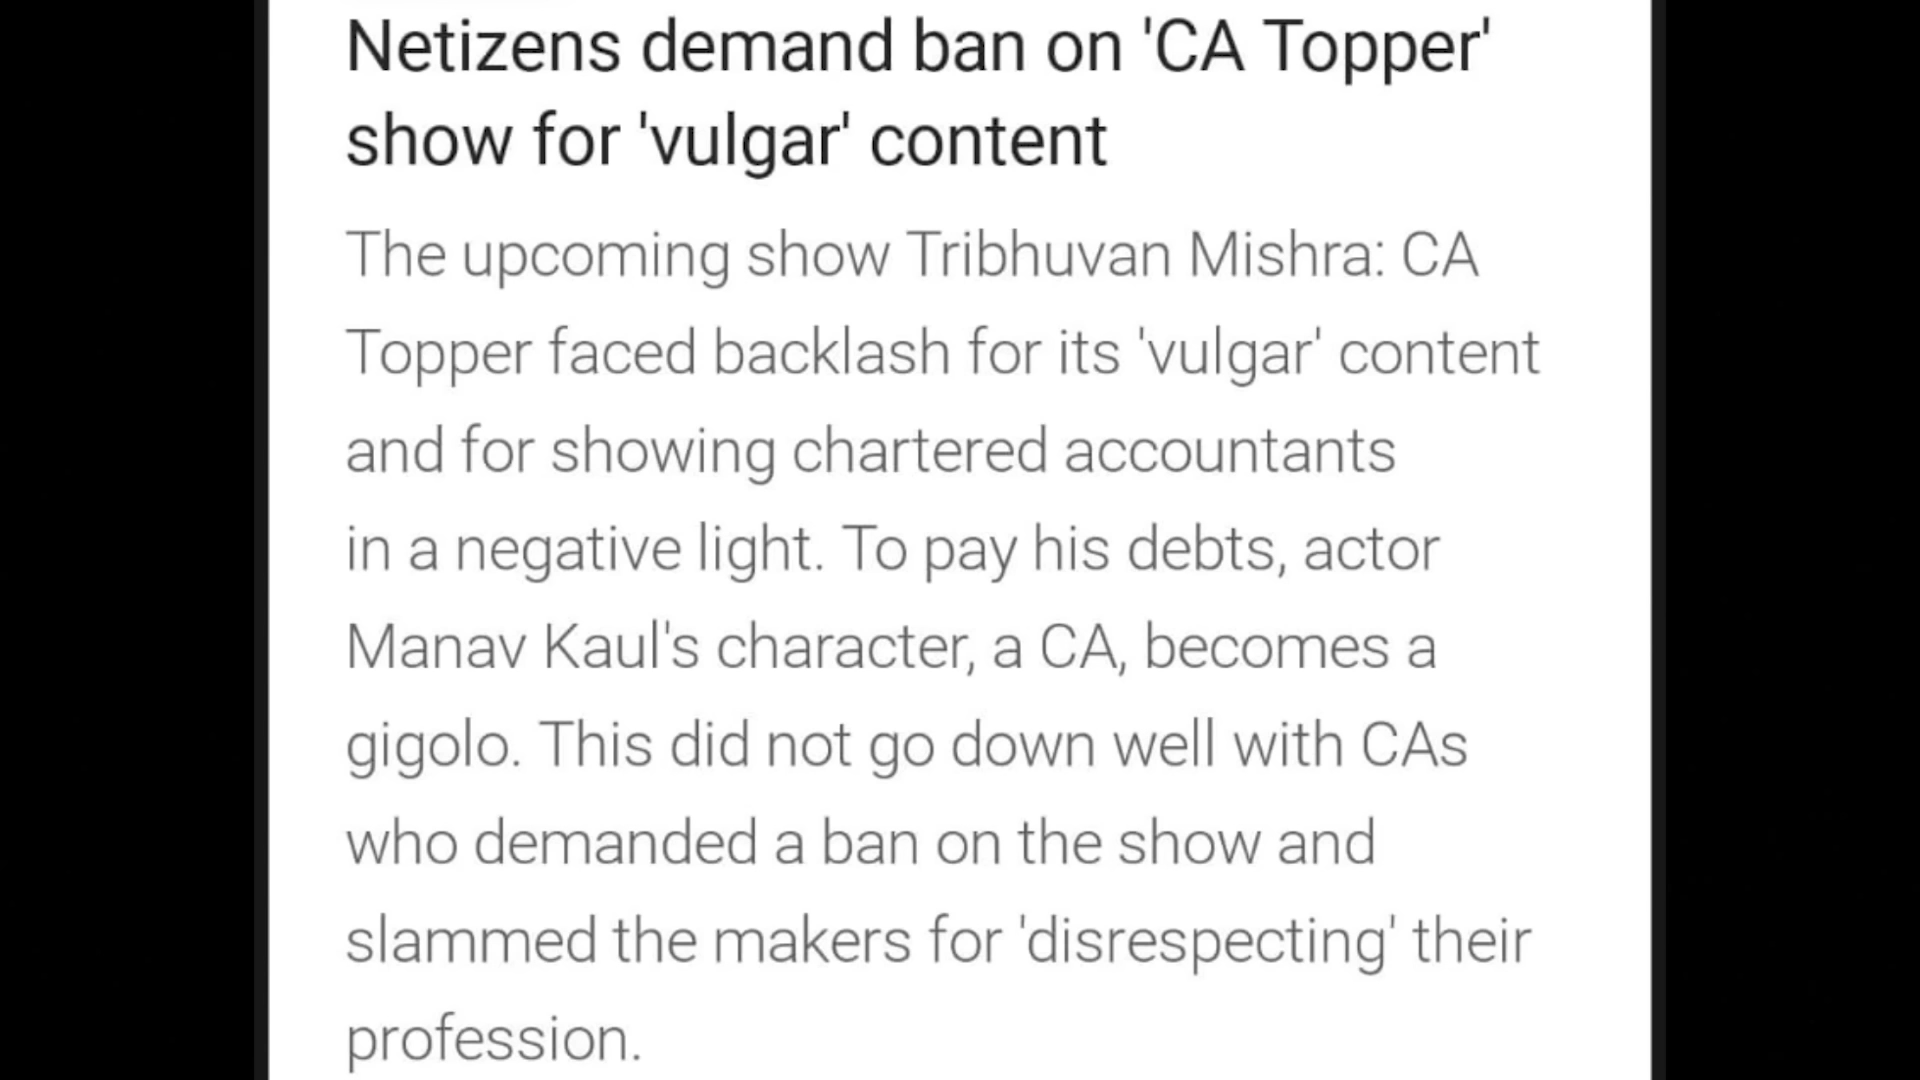 Netizens demand ban on 'CA Topper'
show for 'vulgar' content
The upcoming show Tribhuvan Mishra: CA
Topper faced backlash for its 'vulgar' content
and for showing chartered accountants
in a negative light. To pay his debts, actor
Manav Kaul's character, a CA, becomes a
gigolo. This did not go down well with CAs
who demanded a ban on the show and
slammed the makers for 'disrespecting' their
profession.